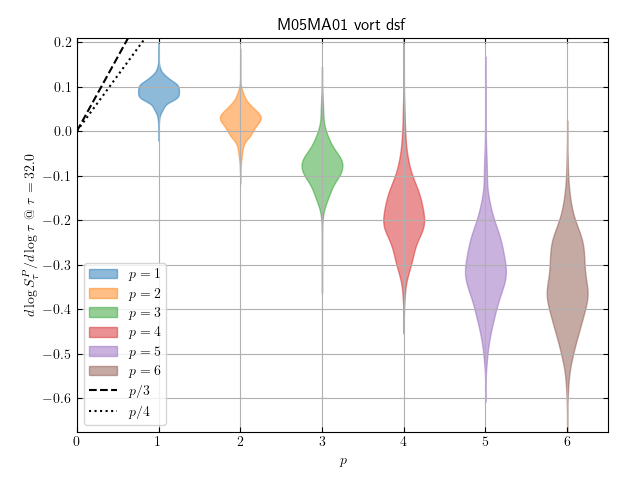 M05MA01 vort dsf
d log S_τ^P/d log τ @ τ = 32.0
0.2
0.1
0.0
−0.1
−0.2
−0.3
−0.4
−0.5
−0.6
p = 1
p = 2
p = 3
p = 4
p = 5
p = 6
p/3
p/4
0 1 2 3 4 5 6
p